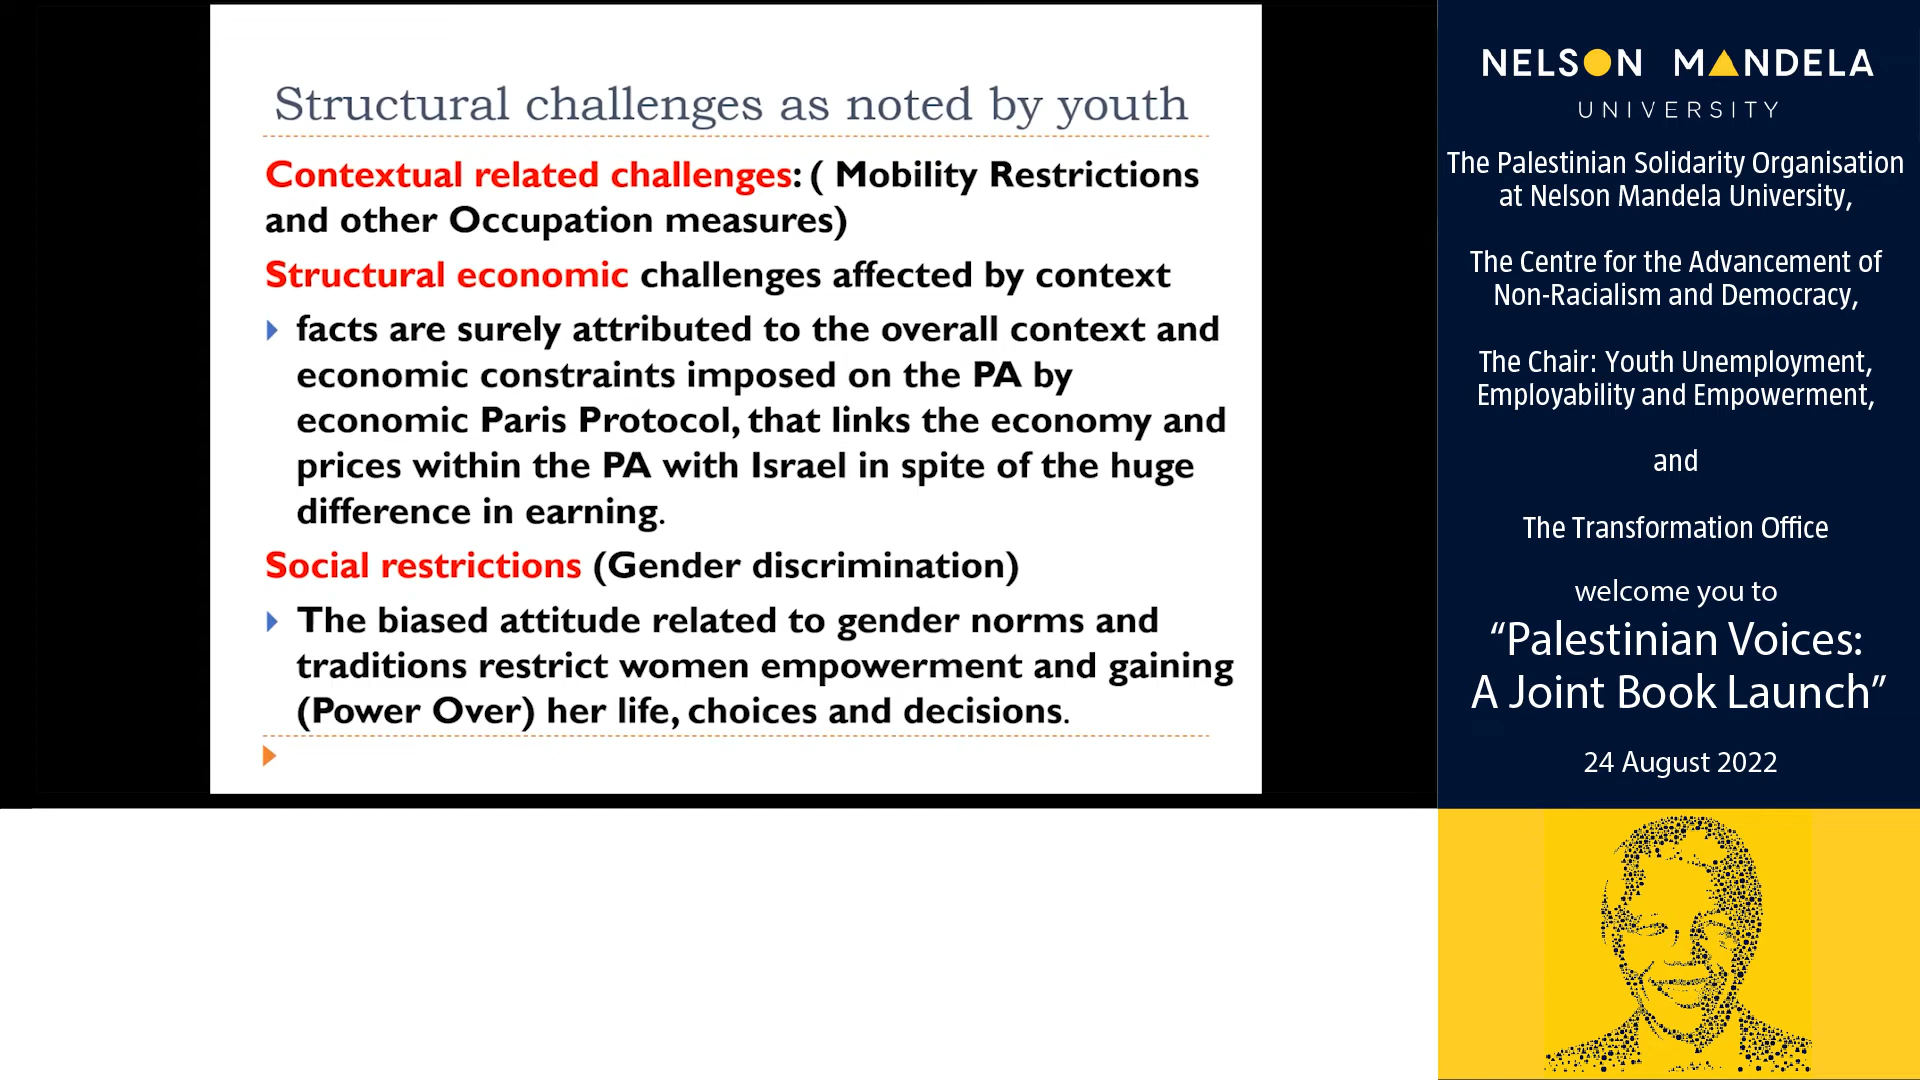 Structural challenges as noted by youth
Contextual related challenges: ( Mobility Restrictions
and other Occupation measures)
Structural economic challenges affected by context
facts are surely attributed to the overall context and
economic constraints imposed on the PA by
economic Paris Protocol, that links the economy and
prices within the PA with Israel in spite of the huge
difference in earning.
Social restrictions (Gender discrimination)
The biased attitude related to gender norms and
traditions restrict women empowerment and gaining
(Power Over) her life, choices and decisions.
NELSON MANDELA
UNIVERSITY
The Palestinian Solidarity Organisation
at Nelson Mandela University,
The Centre for the Advancement of
Non-Racialism and Democracy,
The Chair: Youth Unemployment,
Employability and Empowerment,
and
The Transformation Office
welcome you to
“Palestinian Voices:
A Joint Book Launch”
24 August 2022